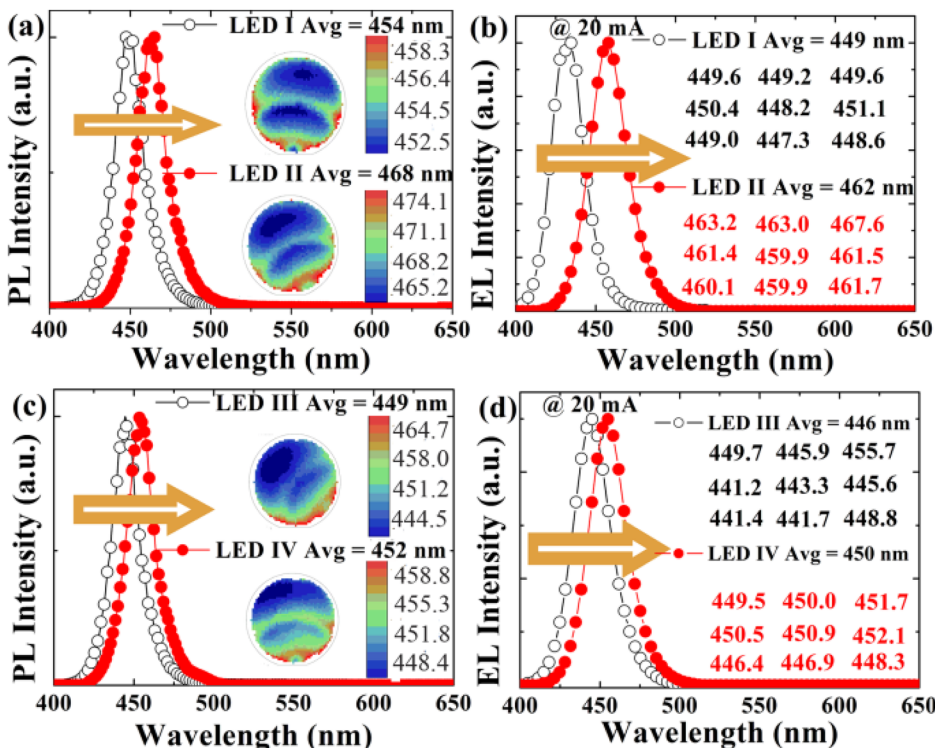 (a)
LED I Avg = 454 nm
458.3
456.4
454.5
452.5
LED II Avg = 468 nm
474.1
471.1
468.2
465.2
PL Intensity (a.u.)
400 450 500 550 600 650
Wavelength (nm)
(b)
@ 20 mA
LED I Avg = 449 nm
449.6 449.2 449.6
450.4 448.2 451.1
449.0 447.3 448.6
LED II Avg = 462 nm
463.2 463.0 467.6
461.4 459.9 461.5
460.1 459.9 461.7
EL Intensity (a.u.)
400 450 500 550 600 650
Wavelength (nm)
(c)
LED III Avg = 449 nm
464.7
458.0
451.2
444.5
LED IV Avg = 452 nm
458.8
455.3
451.8
448.4
PL Intensity (a.u.)
400 450 500 550 600 650
Wavelength (nm)
(d)
@ 20 mA
LED III Avg = 446 nm
449.7 445.9 455.7
441.2 443.3 445.6
441.4 441.7 448.8
LED IV Avg = 450 nm
449.5 450.0 451.7
450.5 450.9 452.1
446.4 446.9 448.3
EL Intensity (a.u.)
400 450 500 550 600 650
Wavelength (nm)